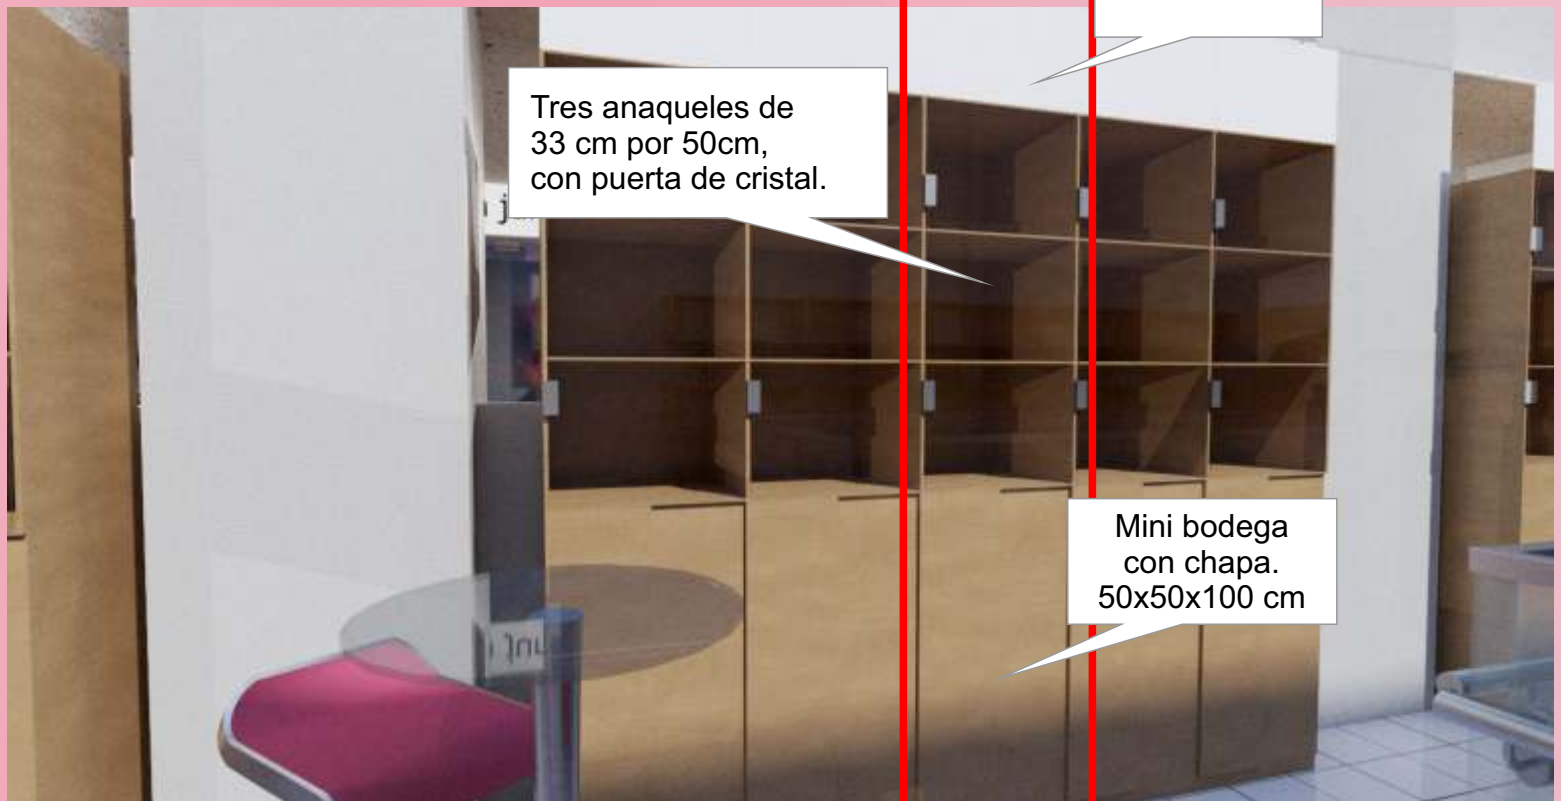 Tres anaqueles de
33 cm por 50cm,
con puerta de cristal.
Mini bodega
con chapa.
50x50x100 cm